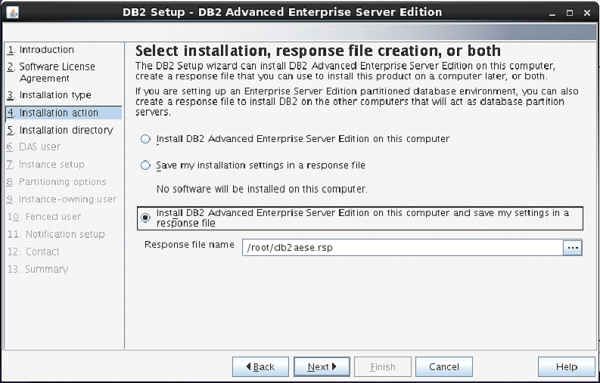 DB2 Setup - DB2 Advanced Enterprise Server Edition
1. Introduction
2. Software License
Agreement
3. Installation type
4. Installation action
5. Installation directory
6. DAS user
7. Instance setup
8. Partitioning options
9. Instance-owning user
10. Fenced user
11. Notification setup
12. Contact
13. Summary
Select installation, response file creation, or both
The DB2 Setup wizard can install DB2 Advanced Enterprise Server Edition on this computer,
create a response file that you can use to install this product on a computer later, or both.
If you are setting up an Enterprise partitioned database environment, you can also
create a response file to install DB2 on the other computers that will act as database partition
servers.
Install DB2 Advanced Enterprise Server Edition on this computer
Save my installation settings in a response file
No software will be installed on this computer.
Install DB2 Advanced Enterprise Server Edition on this computer and save my settings in a
response file
Response file name /root/db2aese.rsp ...
Back Next Finish Cancel Help